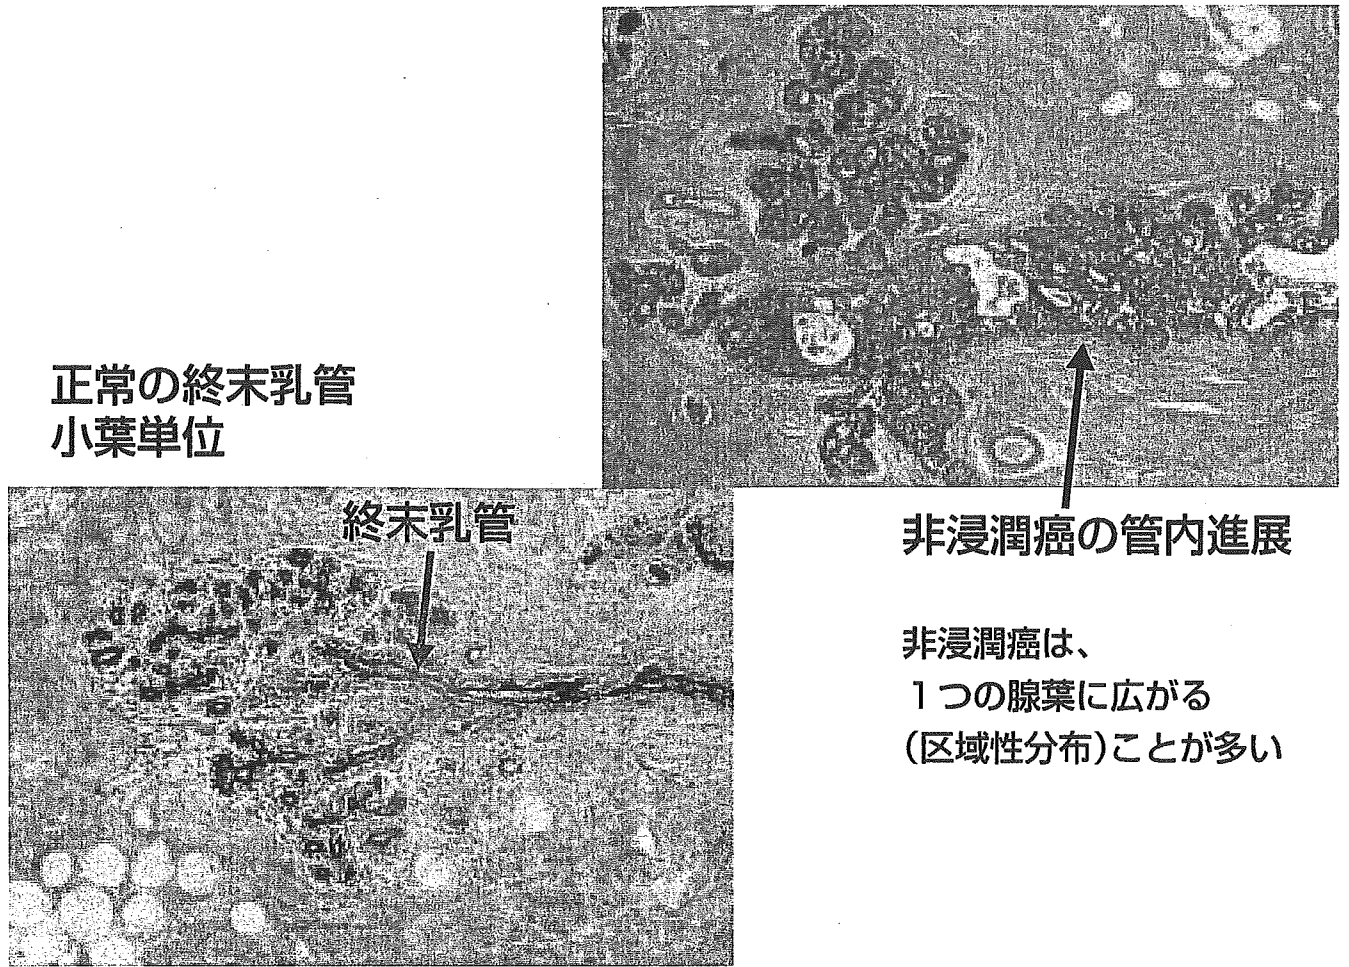 正常の終末乳管
小葉単位
終末乳管
非浸潤癌の管内進展
非浸潤癌は、
1つの腺葉に広がる
（区域性分布）ことが多い